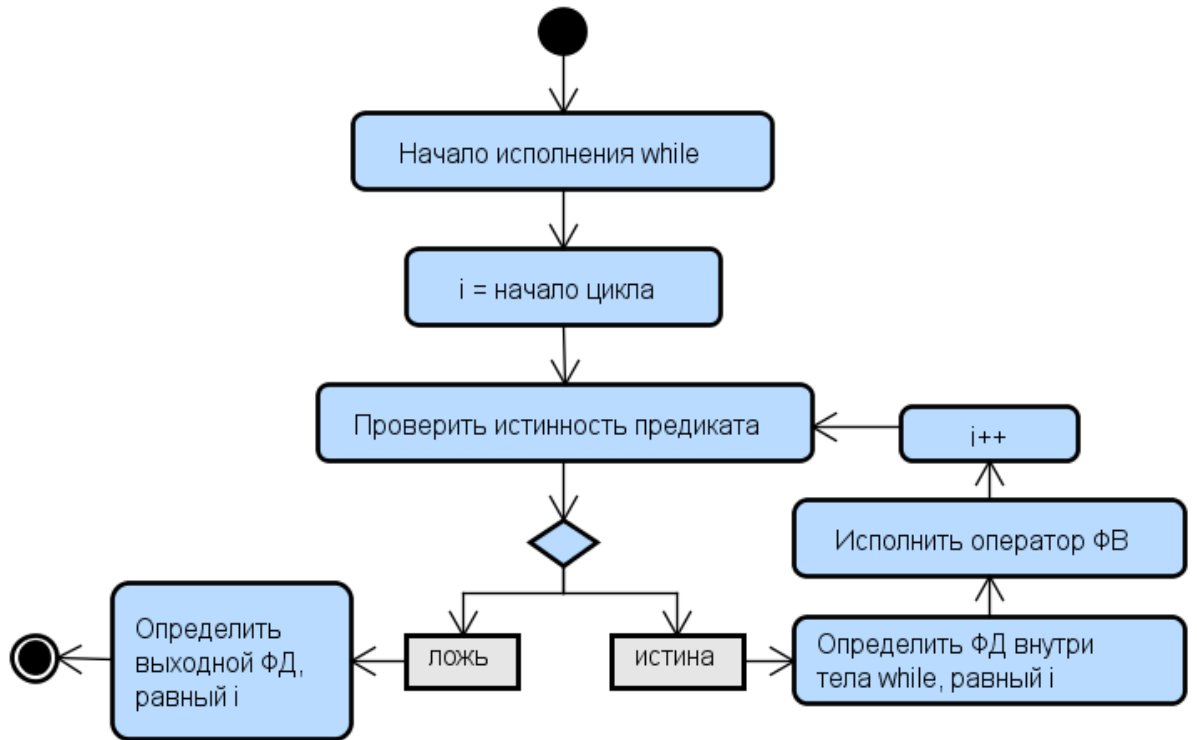 Начало исполнения while
i = начало цикла
Проверить истинность предиката
i++
Исполнить оператор ФВ
Определить
выходной ФД,
равный i
ложь
истина
Определить ФД внутри
тела while, равный i